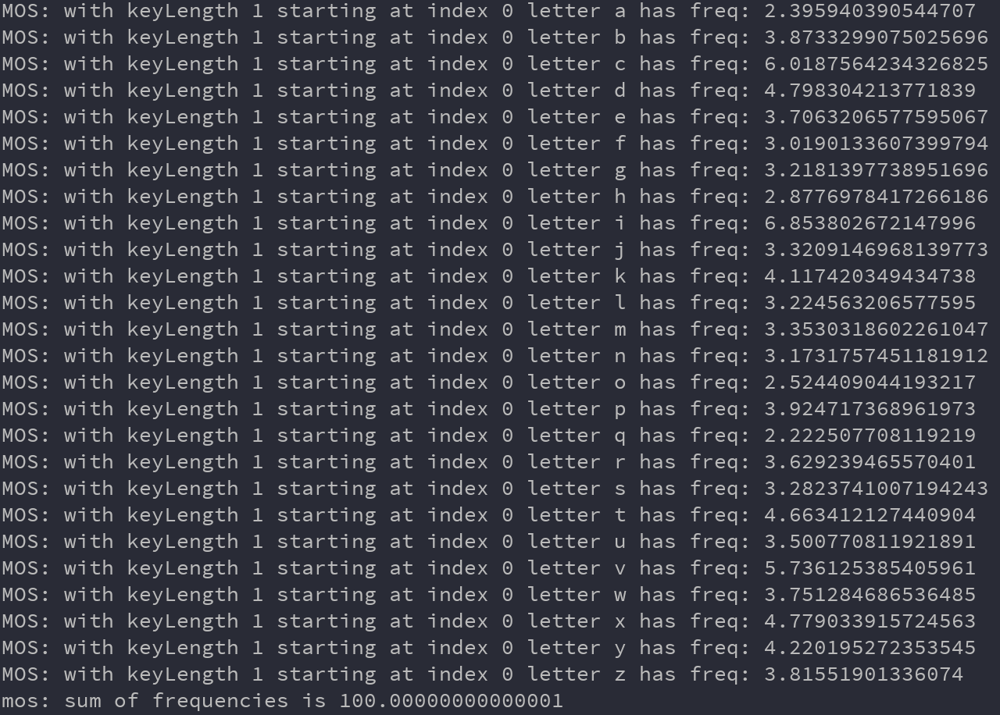 MOS: with keyLength 1 starting at index 0 letter a has freq: 2.395940390544707
MOS: with keyLength 1 starting at index 0 letter b has freq: 3.8733299075025696
MOS: with keyLength 1 starting at index 0 letter c has freq: 6.0187564234326825
MOS: with keyLength 1 starting at index 0 letter d has freq: 4.798304213771839
MOS: with keyLength 1 starting at index 0 letter e has freq: 3.7063206577595067
MOS: with keyLength 1 starting at index 0 letter f has freq: 3.0190133607399794
MOS: with keyLength 1 starting at index 0 letter g has freq: 3.2181397738951696
MOS: with keyLength 1 starting at index 0 letter h has freq: 2.8776978417266186
MOS: with keyLength 1 starting at index 0 letter i has freq: 6.853802672147996
MOS: with keyLength 1 starting at index 0 letter j has freq: 3.3209146968139773
MOS: with keyLength 1 starting at index 0 letter k has freq: 4.117420349434738
MOS: with keyLength 1 starting at index 0 letter l has freq: 3.224563206577595
MOS: with keyLength 1 starting at index 0 letter m has freq: 3.3530318602261047
MOS: with keyLength 1 starting at index 0 letter n has freq: 3.1731757451181912
MOS: with keyLength 1 starting at index 0 letter o has freq: 2.524409044193217
MOS: with keyLength 1 starting at index 0 letter p has freq: 3.924717368961973
MOS: with keyLength 1 starting at index 0 letter q has freq: 2.222507708119219
MOS: with keyLength 1 starting at index 0 letter r has freq: 3.629239465570401
MOS: with keyLength 1 starting at index 0 letter s has freq: 3.2823741007194243
MOS: with keyLength 1 starting at index 0 letter t has freq: 4.663412127440904
MOS: with keyLength 1 starting at index 0 letter u has freq: 3.500770811921891
MOS: with keyLength 1 starting at index 0 letter v has freq: 5.736125385405961
MOS: with keyLength 1 starting at index 0 letter w has freq: 3.751284686536485
MOS: with keyLength 1 starting at index 0 letter x has freq: 4.779033915724563
MOS: with keyLength 1 starting at index 0 letter y has freq: 4.220195272353545
MOS: with keyLength 1 starting at index 0 letter z has freq: 3.81551901336074
mos: sum of frequencies is 100.00000000000001